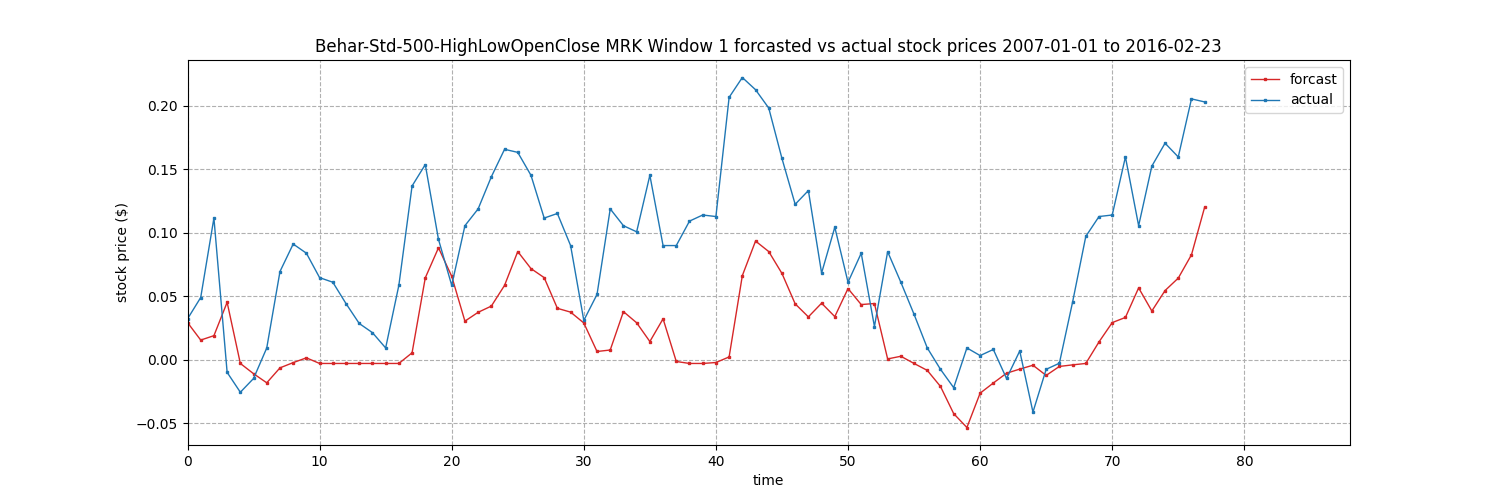 Behar-Std-500-HighLowOpenClose MRK Window 1 forcasted vs actual stock prices 2007-01-01 to 2016-02-23
forcast
actual
stock price ($)
0.20
0.15
0.10
0.05
0.00
−0.05
0 10 20 30 40 50 60 70 80
time